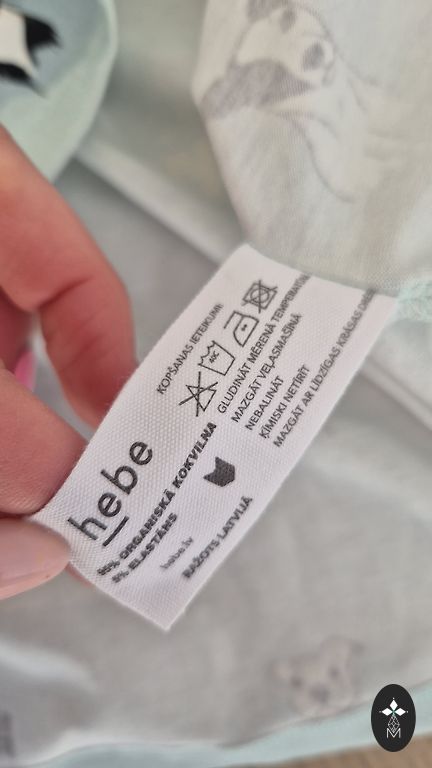 hebe
95% ORGANISKĀ KOKVILNA
5% ELASTĀNS
hebe.lv
RAŽOTS LATVIJĀ
KOPŠANAS IETEIKUMI:
40C
GLUDINĀT MĒRENĀ
MAZGĀT VEĻASMAŠĪNĀ
NEBALINĀT
ĶĪMISKI NETĪRĪT
MAZGĀT AR LĪDZĪGAS KRĀSAS
M